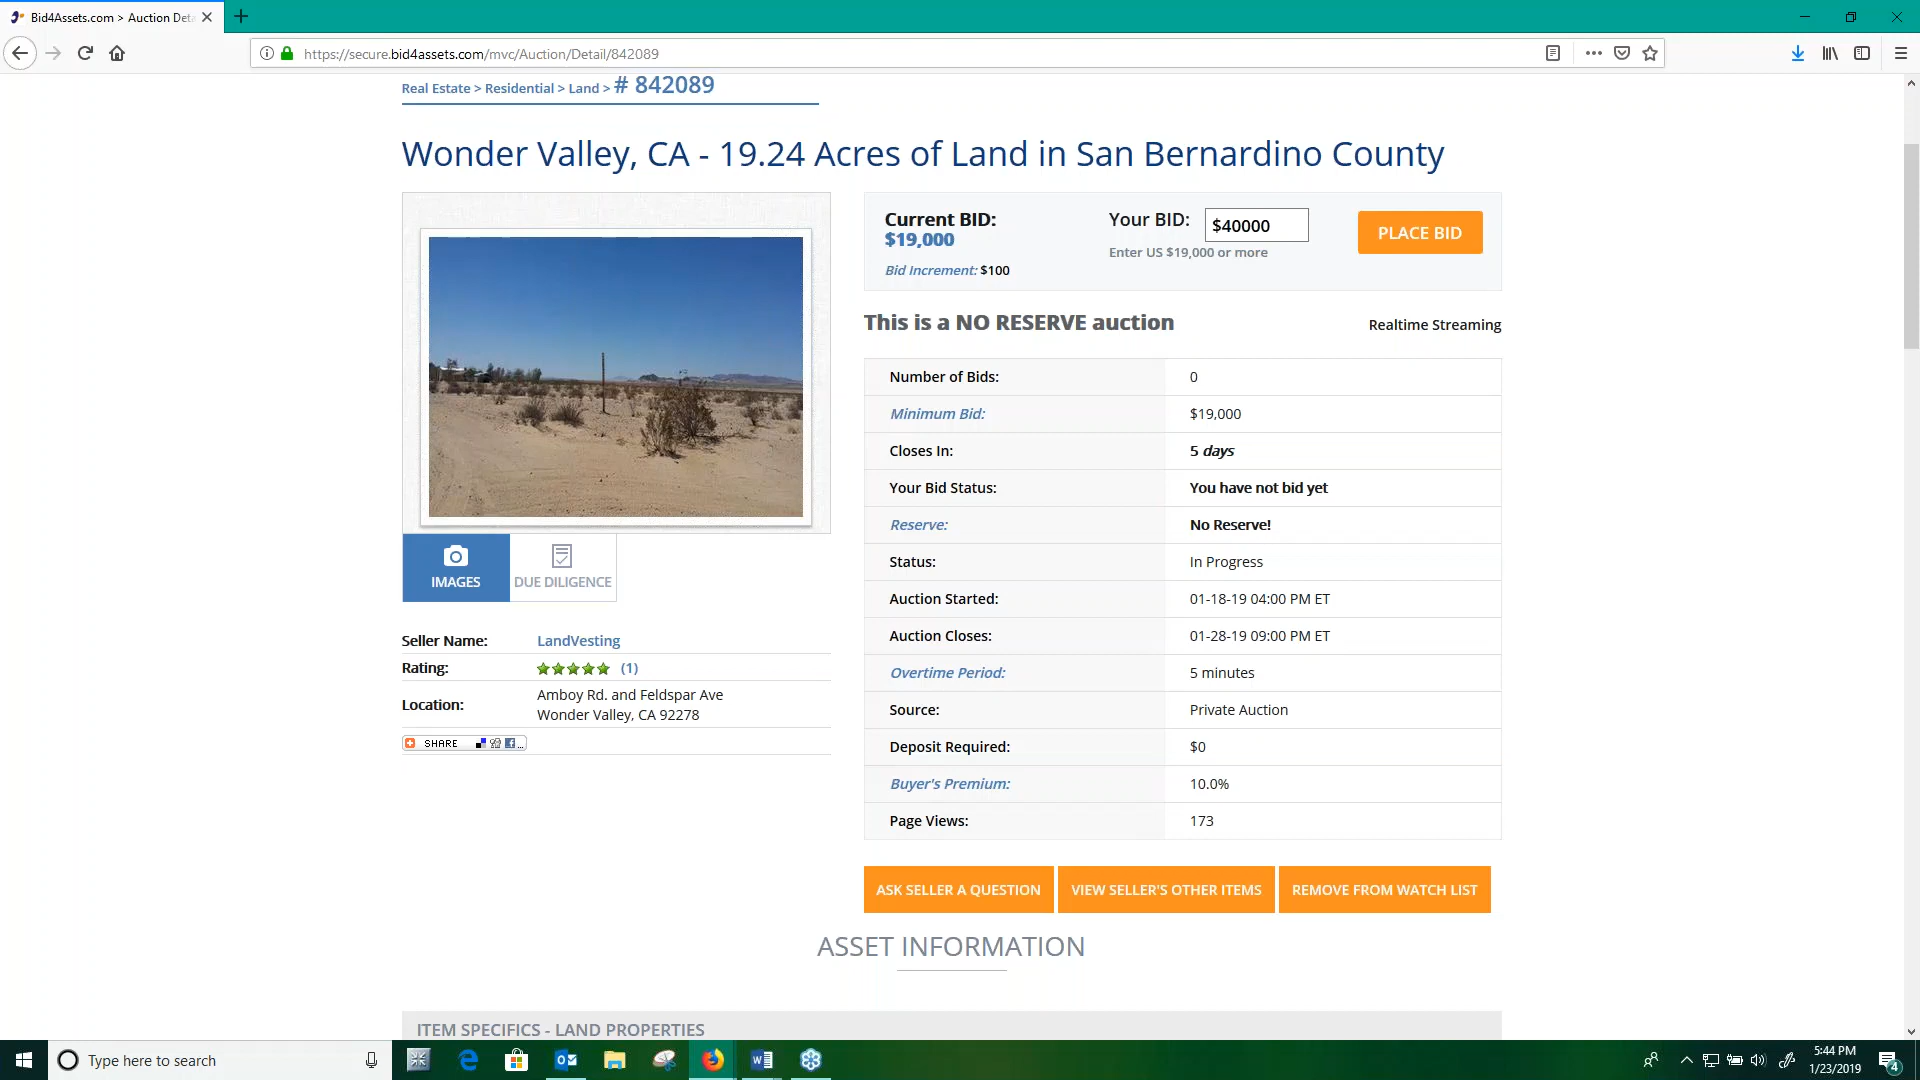 Bid4Assets.com > Auction Deta
https://secure.bid4assets.com/mvc/Auction/Detail/842089
Real Estate > Residential > Land > # 842089
Wonder Valley, CA - 19.24 Acres of Land in San Bernardino County
Current BID:
$19,000
Bid Increment: $100
Your BID: $40000
Enter US $19,000 or more
PLACE BID
This is a NO RESERVE auction
Realtime Streaming
Number of Bids: 0
Minimum Bid: $19,000
Closes In: 5 days
Your Bid Status: You have not bid yet
Reserve: No Reserve!
Status: In Progress
Auction Started: 01-18-19 04:00 PM ET
Auction Closes: 01-28-19 09:00 PM ET
Overtime Period: 5 minutes
Source: Private Auction
Deposit Required: $0
Buyer's Premium: 10.0%
Page Views: 173
IMAGES
DUE DILIGENCE
Seller Name: LandVesting
Rating: (1)
Location: Amboy Rd. and Feldspar Ave
Wonder Valley, CA 92278
SHARE ...
ASK SELLER A QUESTION
VIEW SELLER'S OTHER ITEMS
REMOVE FROM WATCH LIST
ASSET INFORMATION
ITEM SPECIFICS - LAND PROPERTIES
Type here to search
5:44 PM
1/23/2019
4